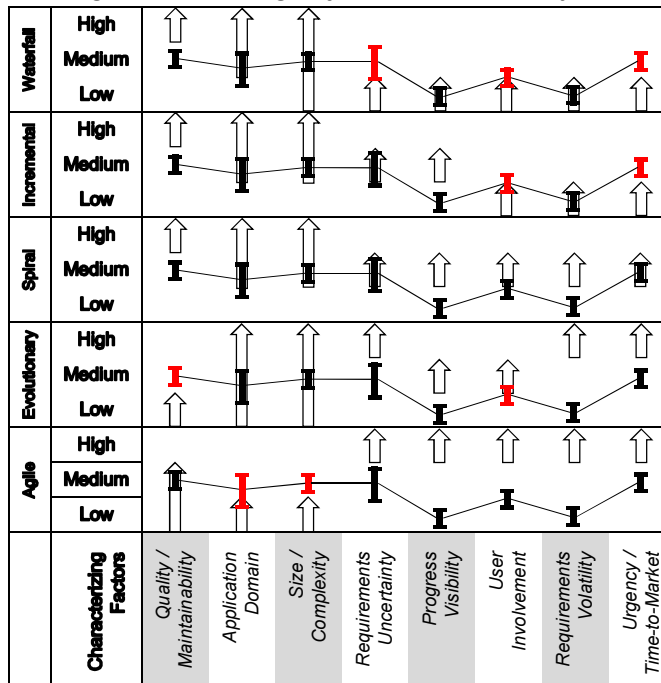 Waterfall
High
Medium
Low
Incremental
High
Medium
Low
Spiral
High
Medium
Low
Evolutionary
High
Medium
Low
Agile
High
Medium
Low
Characterizing
Factors
Quality /
Maintainability
Application
Domain
Size /
Complexity
Requirements
Uncertainty
Progress
Visibility
User
Involvement
Requirements
Volatility
Urgency /
Time-to-Market